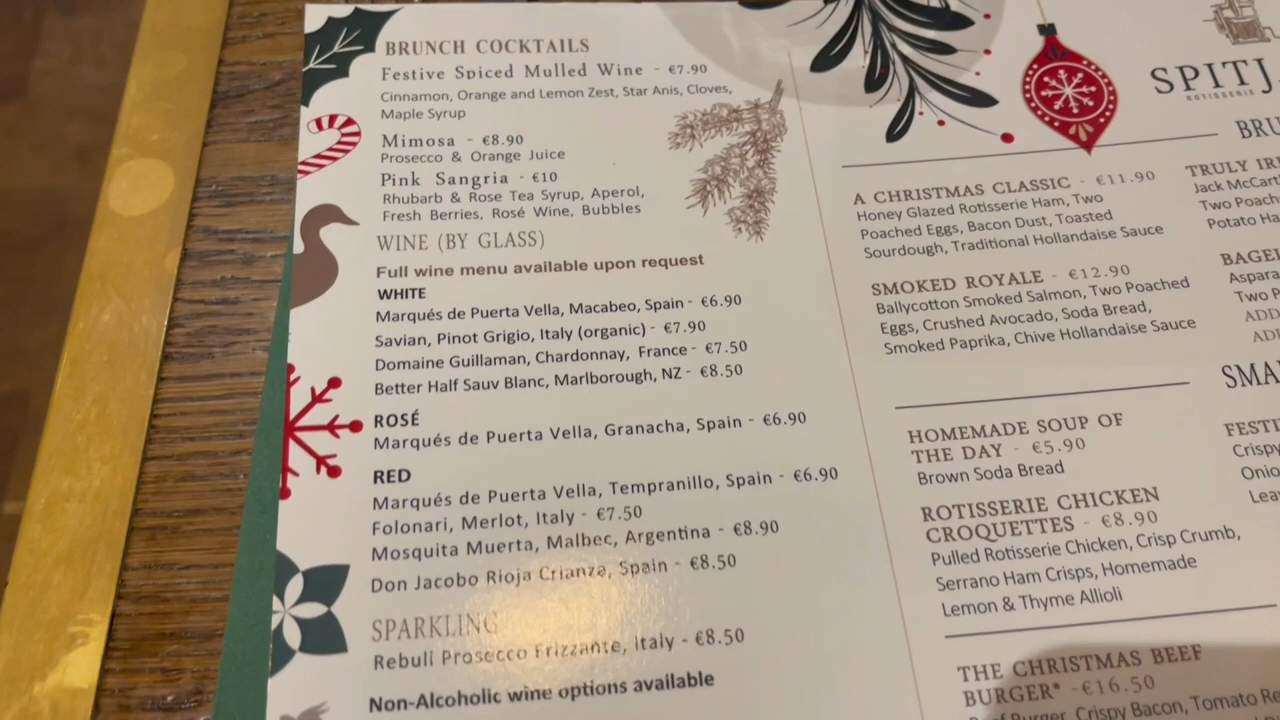 BRUNCH COCKTAILS
Festive Spiced Mulled Wine - €7.90
Cinnamon, Orange and Lemon Zest, Star Anis, Cloves,
Maple Syrup
Mimosa - €8.90
Prosecco & Orange Juice
Pink Sangria - €10
Rhubarb & Rose Tea Syrup, Aperol,
Fresh Berries, Rosé Wine, Bubbles
WINE (BY GLASS)
Full wine menu available upon request
WHITE
Marqués de Puerta Vella, Macabeo, Spain - €6.90
Savian, Pinot Grigio, Italy (organic) - €7.90
Domaine Guillaman, Chardonnay, France - €7.50
Better Half Sauv Blanc, Marlborough, NZ - €8.50
ROSÉ
Marqués de Puerta Vella, Granacha, Spain - €6.90
RED
Marqués de Puerta Vella, Tempranillo, Spain - €6.90
Folonari, Merlot, Italy - €7.50
Mosquita Muerta, Malbec, Argentina - €8.90
Don Jacobo Rioja Crianza, Spain - €8.50
SPARKLING
Rebuli Prosecco Frizzante, Italy - €8.50
Non-Alcoholic wine options available
SPITJ
ROTISSERIE
A CHRISTMAS CLASSIC - €11.90
Honey Glazed Rotisserie Ham, Two
Poached Eggs, Bacon Dust, Toasted
Sourdough, Traditional Hollandaise Sauce
SMOKED ROYALE - €12.90
Ballycotton Smoked Salmon, Two Poached
Eggs, Crushed Avocado, Soda Bread,
Smoked Paprika, Chive Hollandaise Sauce
TRULY
Jack
Two
HOMEMADE SOUP OF
THE DAY - €5.90
Brown Soda Bread
ROTISSERIE CHICKEN
CROQUETTES - €8.90
Pulled Rotisserie Chicken, Crisp Crumb,
Serrano Ham Crisps, Homemade
Lemon & Thyme Allioli
Crispy
THE CHRISTMAS BEEF
BURGER* - €16.50
Burger, Crispy Bacon, Tomato